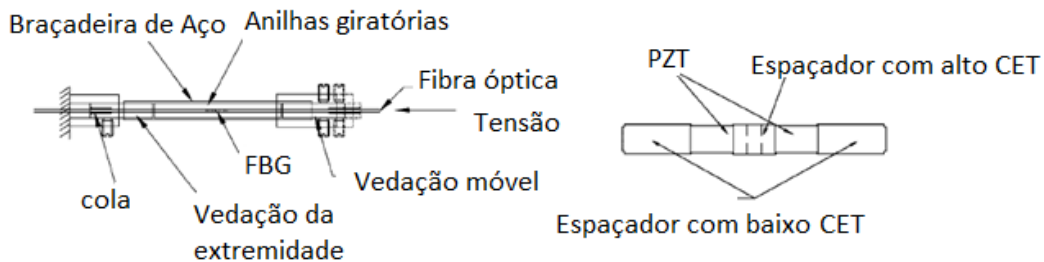 Braçadeira de Aço
Anilhas giratórias
Fibra óptica
Tensão
FBG
Vedação móvel
cola
Vedação da
extremidade
PZT
Espaçador com alto CET
Espaçador com baixo CET